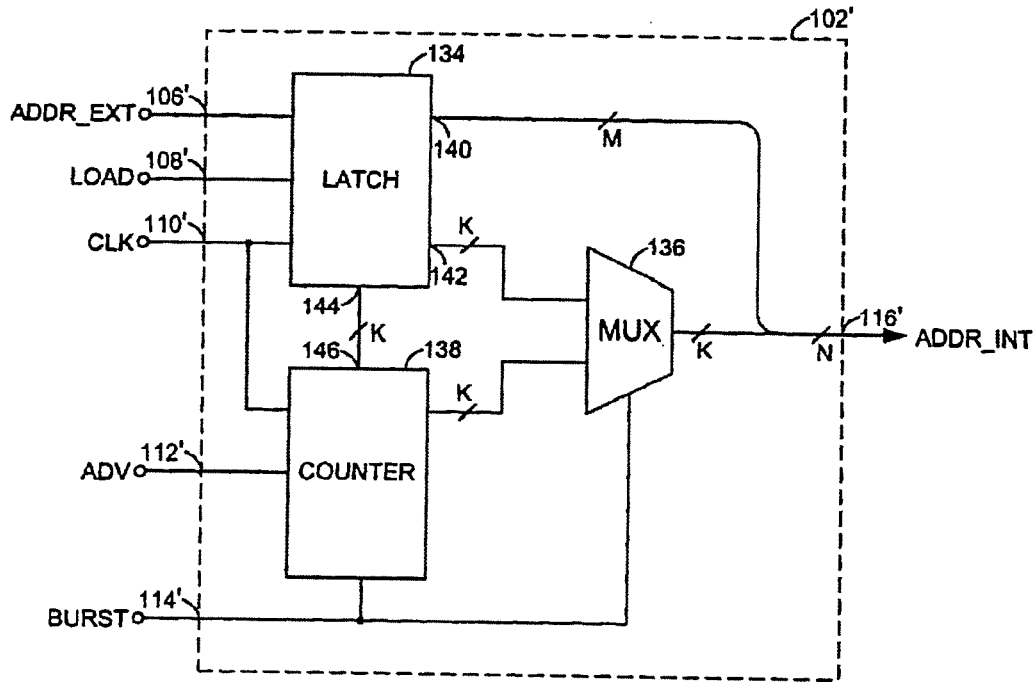 102'
134
ADDR_EXT 106'
140
M
LOAD 108'
LATCH
CLK 110'
142
K
136
144
K
146
138
MUX
K
116'
N
ADDR_INT
K
ADV 112'
COUNTER
BURST 114'